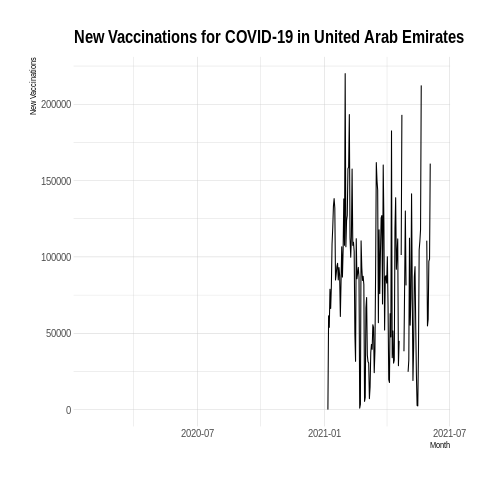 New Vaccinations for COVID-19 in United Arab Emirates
New Vaccinations
200000
150000
100000
50000
0
2020-07
2021-01
2021-07
Month